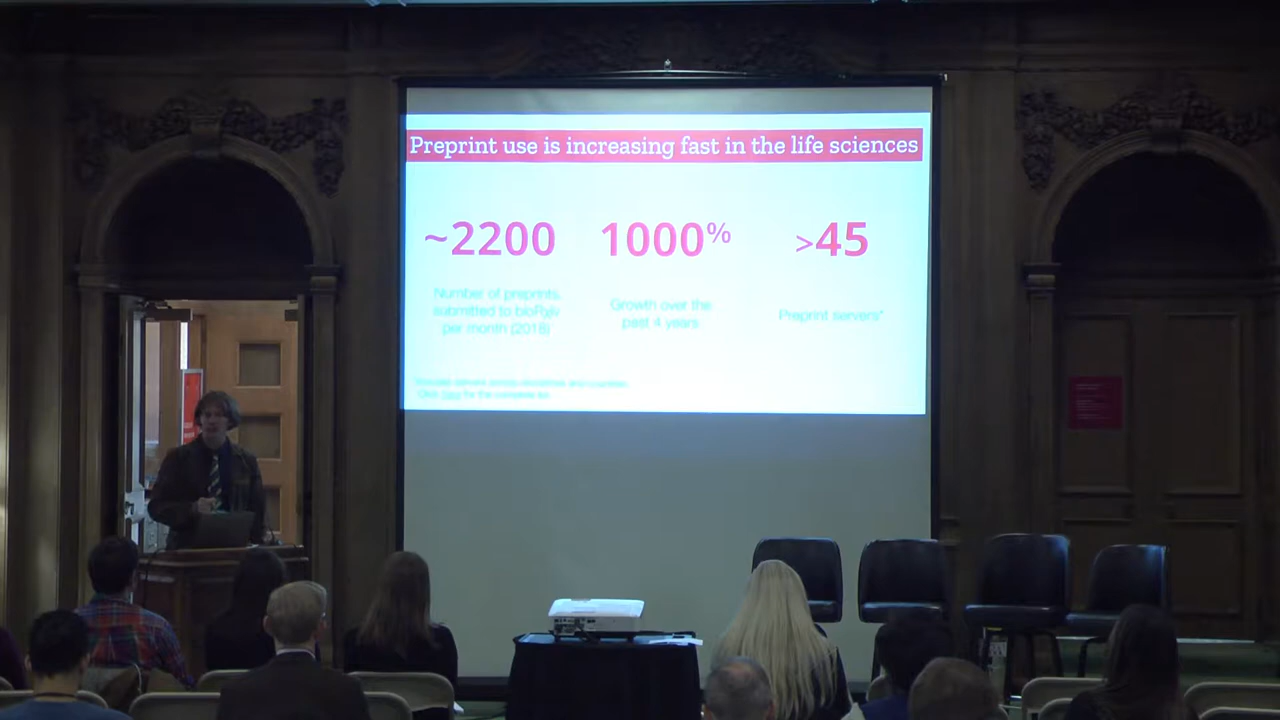 Preprint use is increasing fast in the life sciences
~2200
1000%
>45
Number of preprints
submitted to bioRxiv
per month (2018)
Growth over the
past 4 years
Preprint servers*